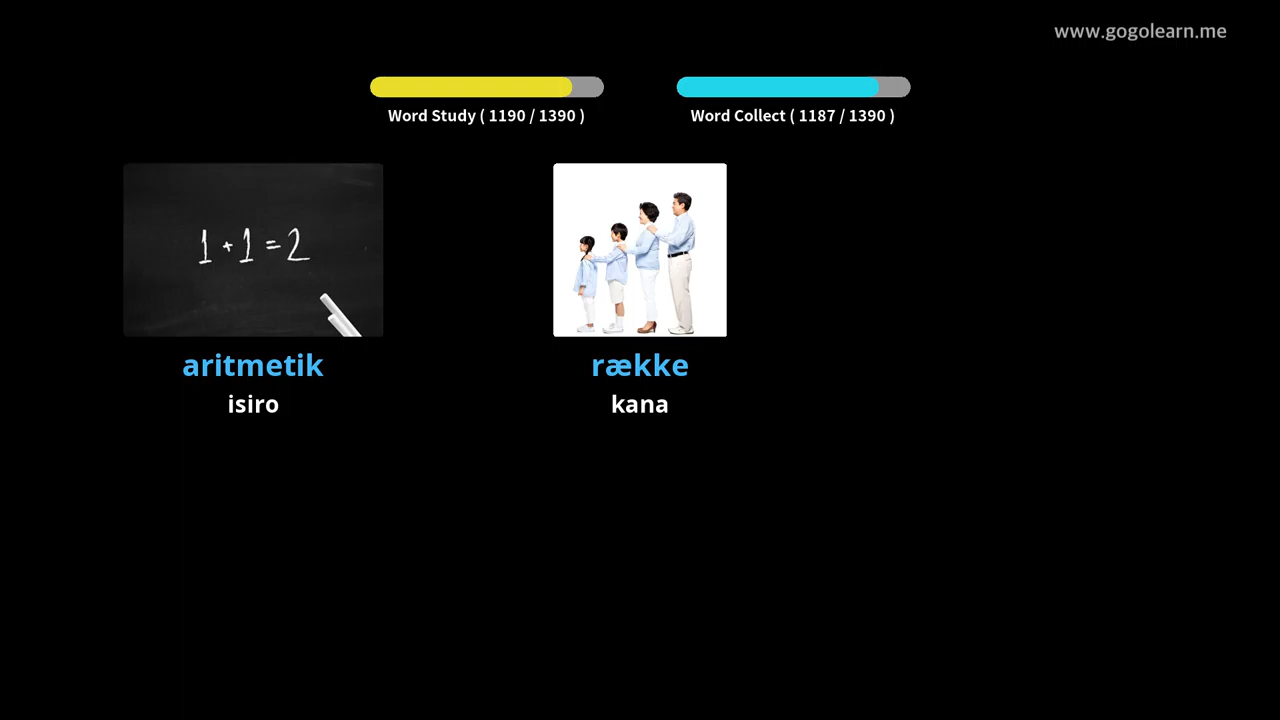 www.gogolearn.me
Word Study ( 1190 / 1390 )
Word Collect ( 1187 / 1390 )
1 + 1 = 2
aritmetik
isiro
række
kana